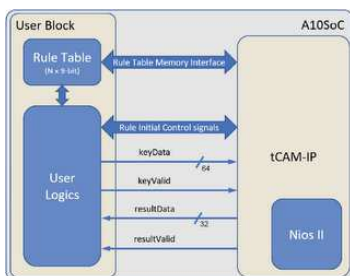 User Block
A10SoC
Rule Table
(N x 9-bit)
Rule Table Memory Interface
Rule Initial Control signals
keyData
64
tCAM-IP
keyValid
User
Logics
resultData
32
Nios II
resultValid